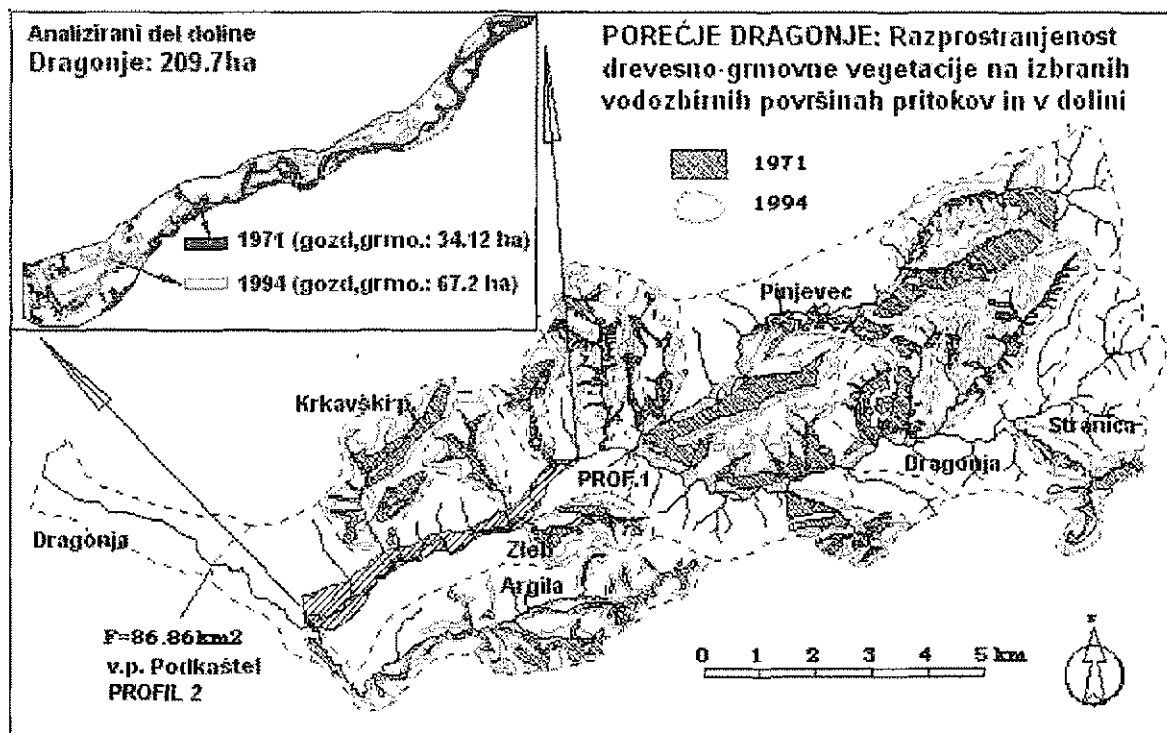 Analizirani del doline
Dragonje: 209.7ha
1971 (gozd,grmo.: 34.12 ha)
1994 (gozd,grmo.: 67.2 ha)
POREČJE DRAGONJE: Razprostranjenost
drevesno-grmovne vegetacije na izbranih
vodozbirnih površinah pritokov in v dolini
1971
1994
Pinjevec
Krkavški p.
Stranica
Dragonja
PROF.1
Dragonja
Argila
F=86.86km2
v.p. Podkaštel
PROFIL 2
0 1 2 3 4 5 km